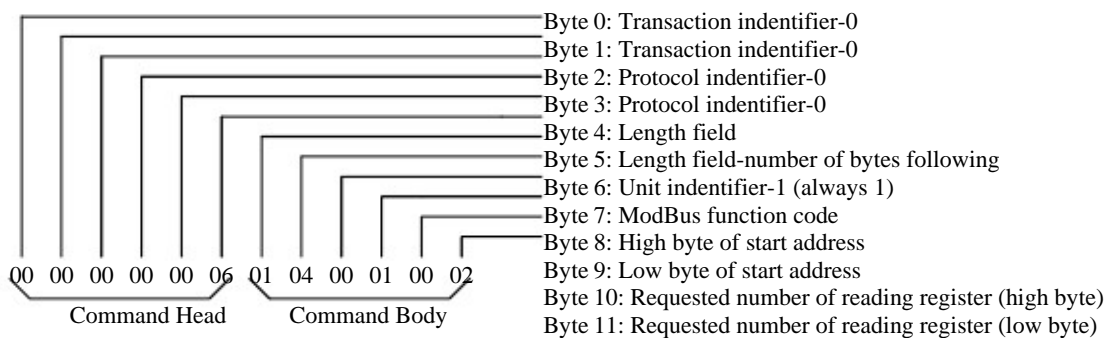 Byte 0: Transaction indentifier-0
Byte 1: Transaction indentifier-0
Byte 2: Protocol indentifier-0
Byte 3: Protocol indentifier-0
Byte 4: Length field
Byte 5: Length field-number of bytes following
Byte 6: Unit indentifier-1 (always 1)
Byte 7: ModBus function code
Byte 8: High byte of start address
00 00 00 00 00 06 01 04 00 01 00 02
Byte 9: Low byte of start address
Byte 10: Requested number of reading register (high byte)
Command Head Command Body
Byte 11: Requested number of reading register (low byte)